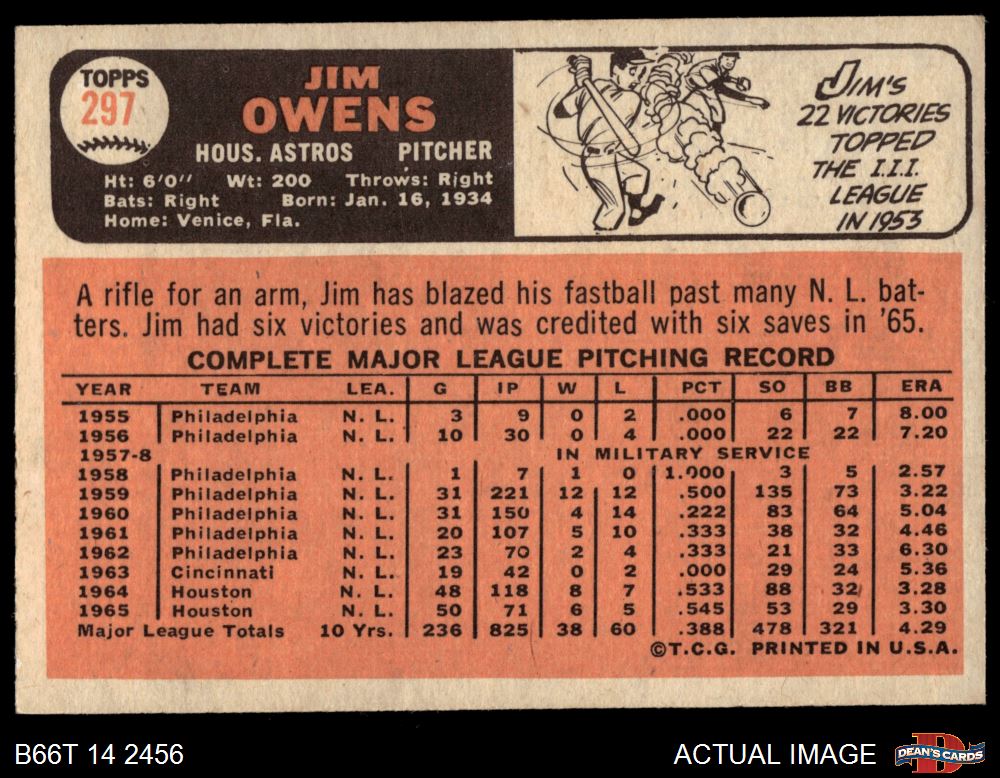 TOPPS
297
JIM
OWENS
HOUS. ASTROS PITCHER
Ht: 6'0" Wt: 200 Throws: Right
Bats: Right Born: Jan. 16, 1934
Home: Venice, Fla.
JIM'S
22 VICTORIES
TOPPED
THE I.I.I.
LEAGUE
IN 1953
A rifle for an arm, Jim has blazed his fastball past many N. L. bat-
ters. Jim had six victories and was credited with six saves in '65.
COMPLETE MAJOR LEAGUE PITCHING RECORD
YEAR TEAM LEA. G IP W L PCT SO BB ERA
1955 Philadelphia N. L. 3 9 0 2 .000 6 7 8.00
1956 Philadelphia N. L. 10 30 0 4 .000 22 22 7.20
1957-8 IN MILITARY SERVICE
1958 Philadelphia N. L. 1 7 1 0 1.000 3 5 2.57
1959 Philadelphia N. L. 31 221 12 12 .500 135 73 3.22
1960 Philadelphia N. L. 31 150 4 14 .222 83 64 5.04
1961 Philadelphia N. L. 20 107 5 10 .333 38 32 4.46
1962 Philadelphia N. L. 23 70 2 4 .333 21 33 6.30
1963 Cincinnati N. L. 19 42 0 2 .000 29 24 5.36
1964 Houston N. L. 48 118 8 7 .533 88 32 3.28
1965 Houston N. L. 50 71 6 5 .545 53 29 3.30
Major League Totals 10 Yrs. 236 825 38 60 .388 478 321 4.29
©T.C.G. PRINTED IN U.S.A.
B66T 14 2456
ACTUAL IMAGE
DEAN'S CARDS